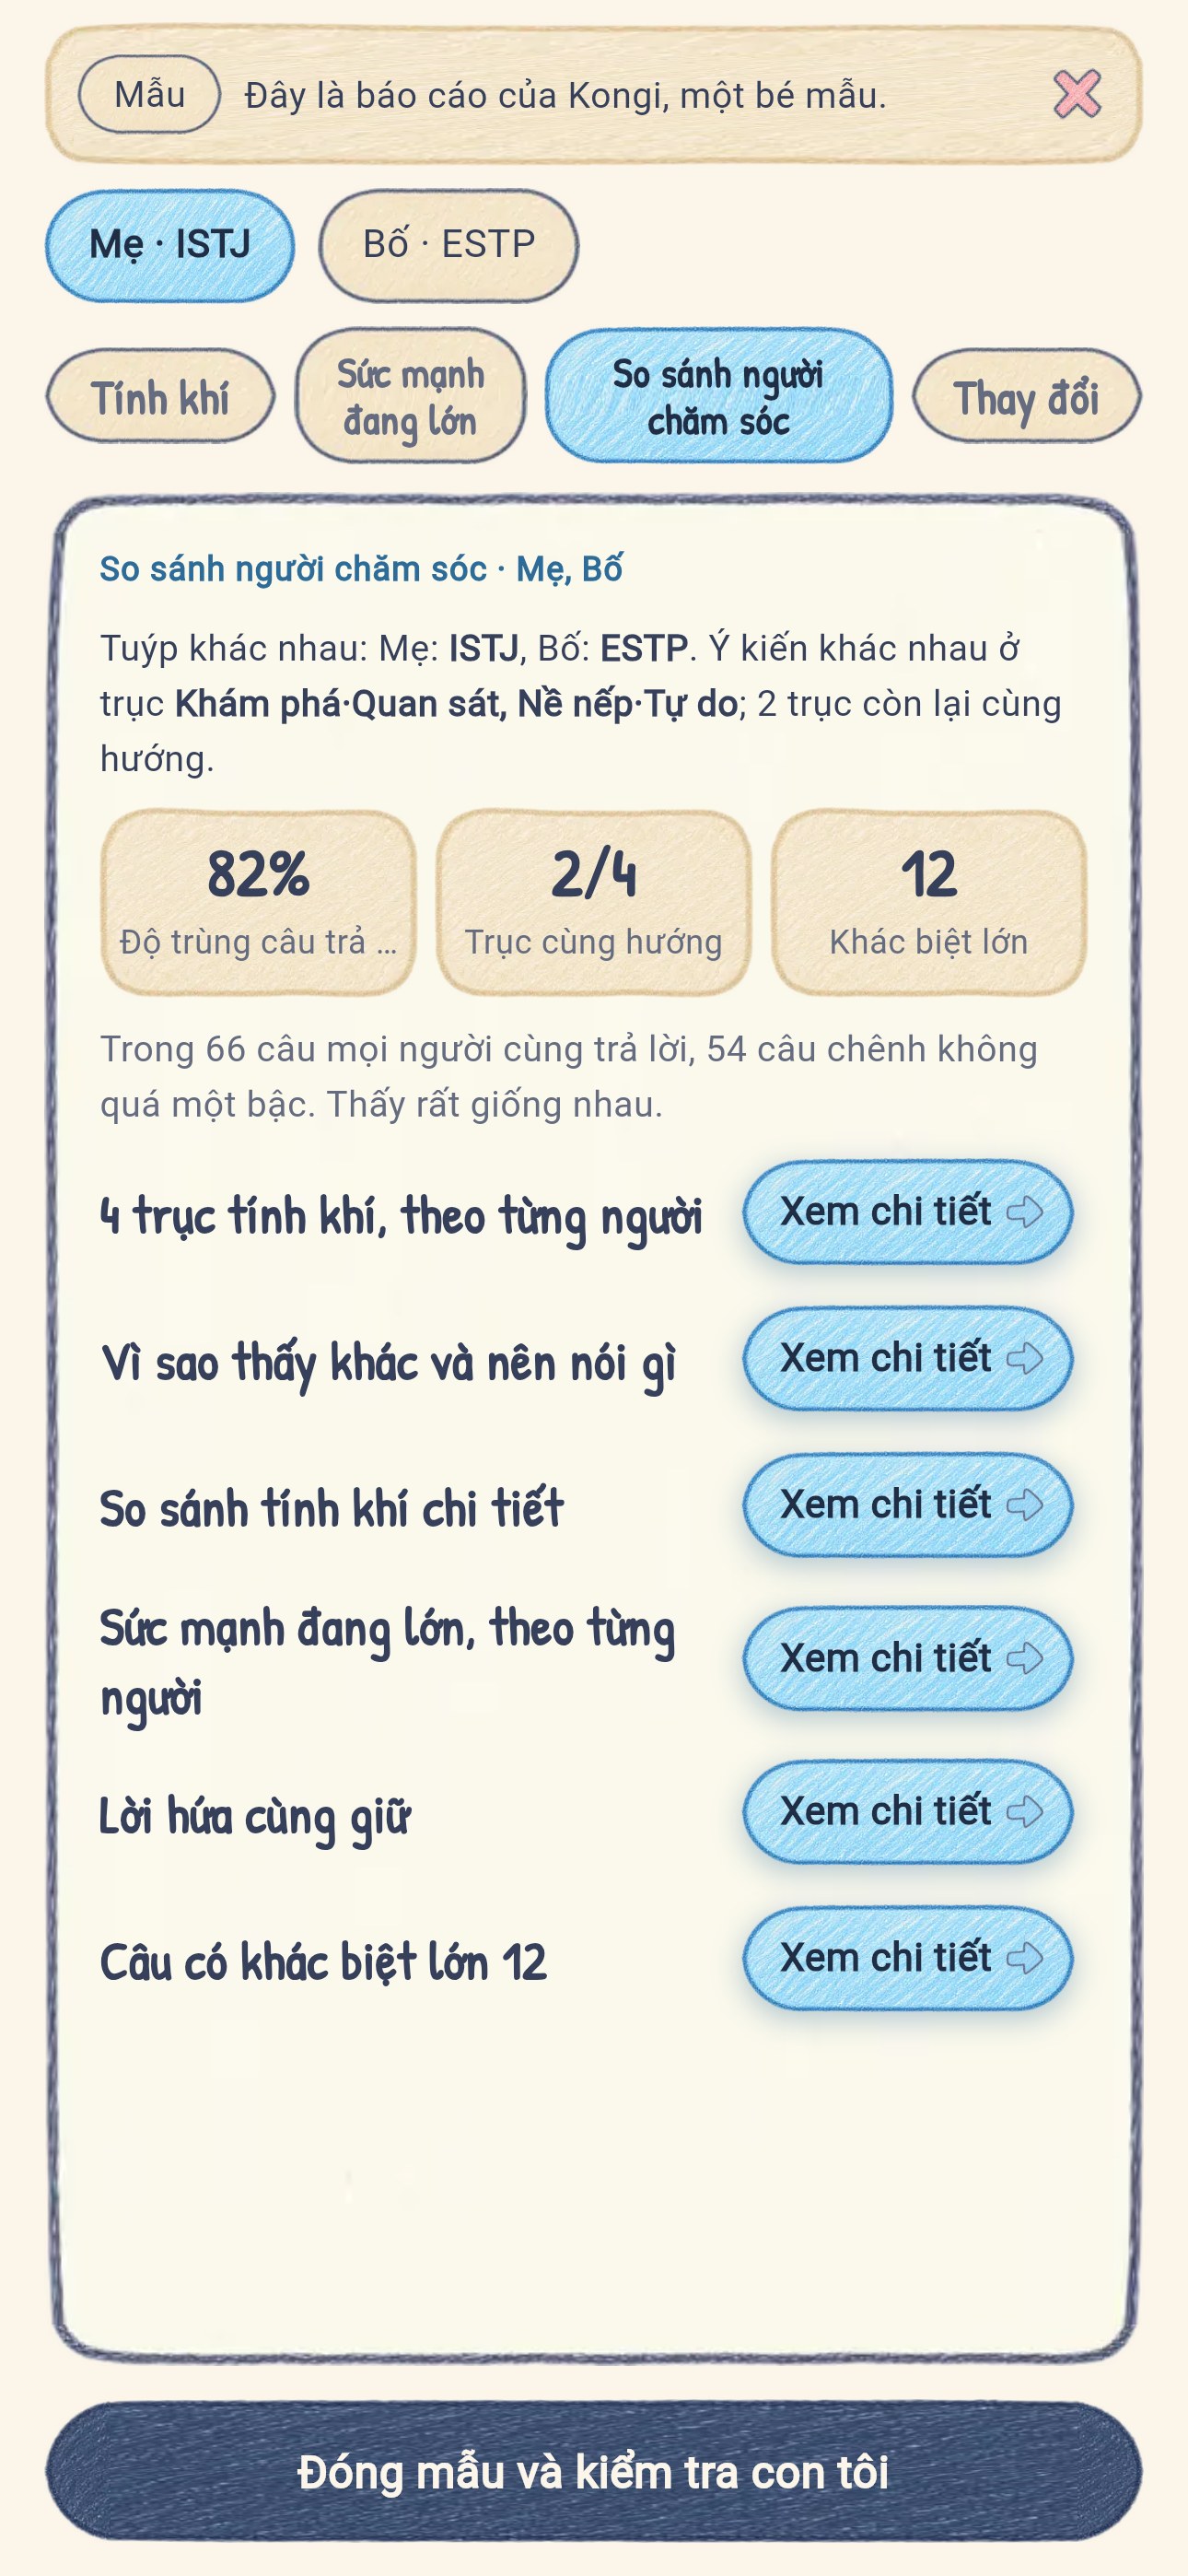 Mẫu
Đây là báo cáo của Kongi, một bé mẫu.
Mẹ · ISTJ
Bố · ESTP
Tính khí
Sức mạnh
đang lớn
So sánh người
chăm sóc
Thay đổi
So sánh người chăm sóc · Mẹ, Bố
Tuýp khác nhau: Mẹ: ISTJ, Bố: ESTP. Ý kiến khác nhau ở
trục Khám phá·Quan sát, Nề nếp·Tự do; 2 trục còn lại cùng
hướng.
82%
Độ trùng câu trả ...
2/4
Trục cùng hướng
12
Khác biệt lớn
Trong 66 câu mọi người cùng trả lời, 54 câu chênh không
quá một bậc. Thấy rất giống nhau.
4 trục tính khí, theo từng người
Xem chi tiết
Vì sao thấy khác và nên nói gì
Xem chi tiết
So sánh tính khí chi tiết
Xem chi tiết
Sức mạnh đang lớn, theo từng
người
Xem chi tiết
Lời hứa cùng giữ
Xem chi tiết
Câu có khác biệt lớn 12
Xem chi tiết
Đóng mẫu và kiểm tra con tôi